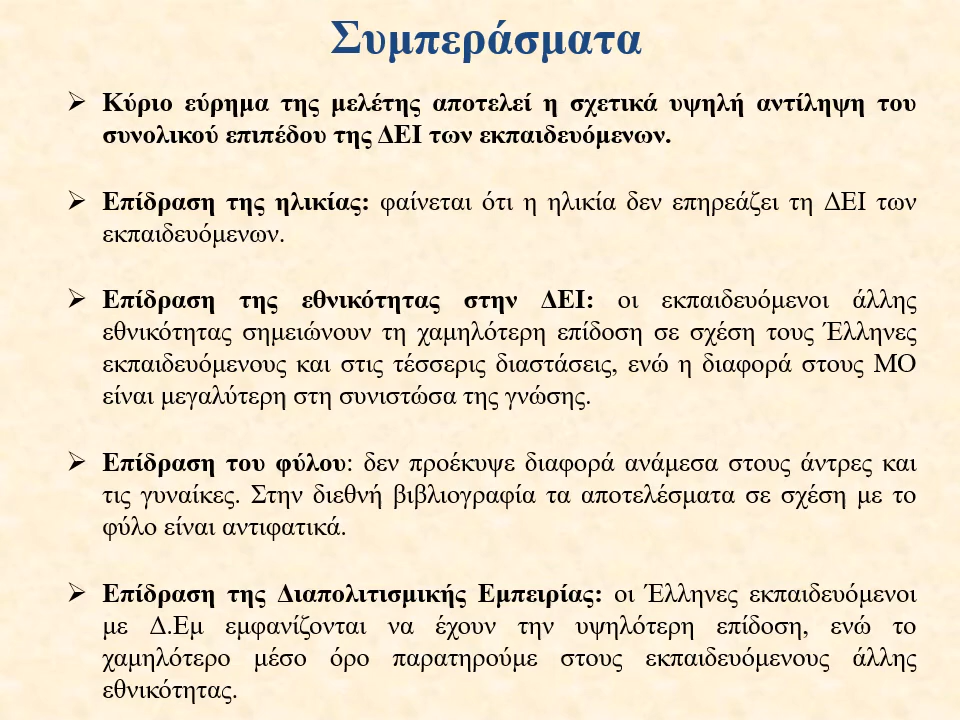 Συμπεράσματα
➢ Κύριο εύρημα της μελέτης αποτελεί η σχετικά υψηλή αντίληψη του
συνολικού επιπέδου της ΔΕΙ των εκπαιδευόμενων.
➢ Επίδραση της ηλικίας: φαίνεται ότι η ηλικία δεν επηρεάζει τη ΔΕΙ των
εκπαιδευόμενων.
➢ Επίδραση της εθνικότητας στην ΔΕΙ: οι εκπαιδευόμενοι άλλης
εθνικότητας σημειώνουν τη χαμηλότερη επίδοση σε σχέση τους Έλληνες
εκπαιδευόμενους και στις τέσσερις διαστάσεις, ενώ η διαφορά στους ΜΟ
είναι μεγαλύτερη στη συνιστώσα της γνώσης.
➢ Επίδραση του φύλου: δεν προέκυψε διαφορά ανάμεσα στους άντρες και
τις γυναίκες. Στην διεθνή βιβλιογραφία τα αποτελέσματα σε σχέση με το
φύλο είναι αντιφατικά.
➢ Επίδραση της Διαπολιτισμικής Εμπειρίας: οι Έλληνες εκπαιδευόμενοι
με Δ.Εμ εμφανίζονται να έχουν την υψηλότερη επίδοση, ενώ το
χαμηλότερο μέσο όρο παρατηρούμε στους εκπαιδευόμενους άλλης
εθνικότητας.